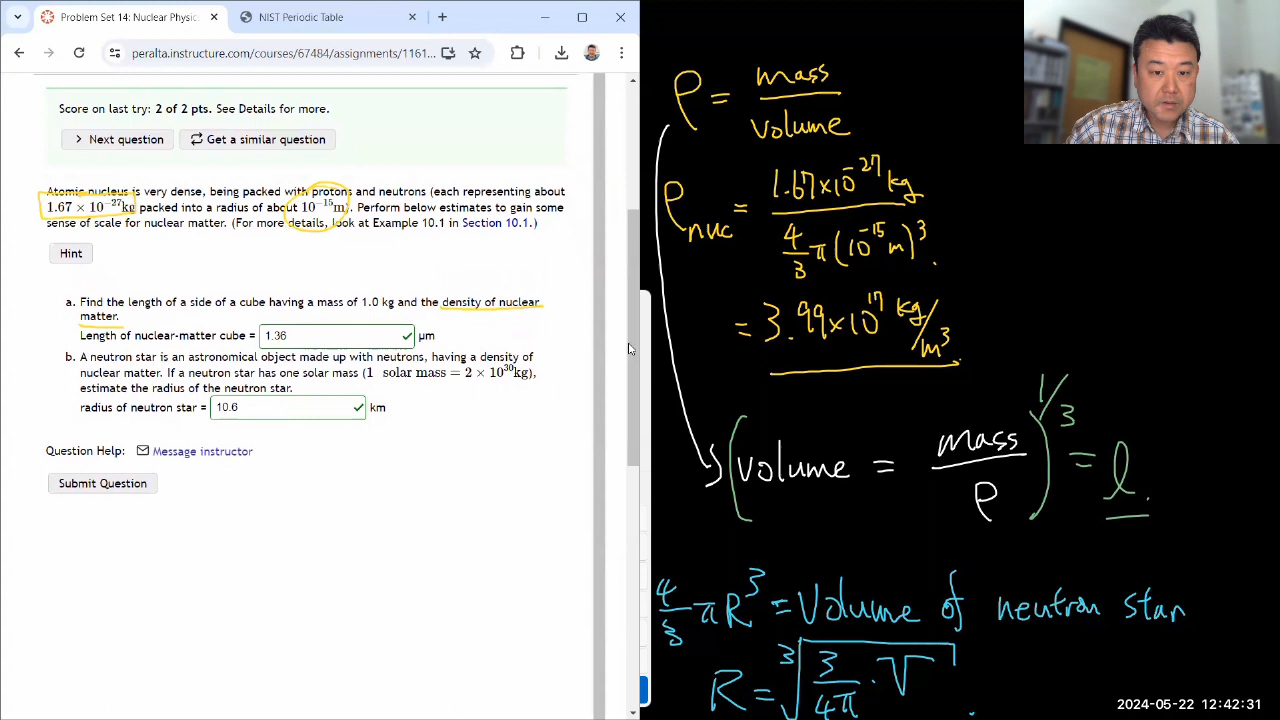 Problem Set 14: Nuclear Physic
NIST Periodic Table
peralta.instructure.com/courses/67484/assignments/1161...
Score on last try: 2 of 2 pts. See Details for more.
> Next question
Get a similar question
Atomic nucleus is very dense, being packed with protons and neutrons (each representing about
1.67 × 10⁻²⁷kg packed into a radius of about 10⁻¹⁵m). Perform below estimates to gain some
sense of scale for nuclear matter. (For more details, look at Example 10.1 in Section 10.1.)
Hint
a. Find the length of a side of a cube having a mass of 1.0 kg and the density of nuclear
matter.
Length of nuclear-matter cube = 1.36 μm
b. A neutron star is an astronomical object made up with neutrons, having a density of
nuclear matter. If a neutron star has one solar mass (1 solar mass = 2 × 10³⁰kg),
estimate the radius of the neutron star.
radius of neutron star = 10.6 km
Question Help: Message instructor
Submit Question
ρ = mass / volume
ρnuc = 1.67×10⁻²⁷ kg / 4/3 π (10⁻¹⁵ m)³.
= 3.99×10¹⁷ kg/m³
(volume = mass / ρ)^1/3 = l.
4/3 πR³ = Volume of neutron star
R = ³√(3/4π · V).
2024-05-22 12:42:31